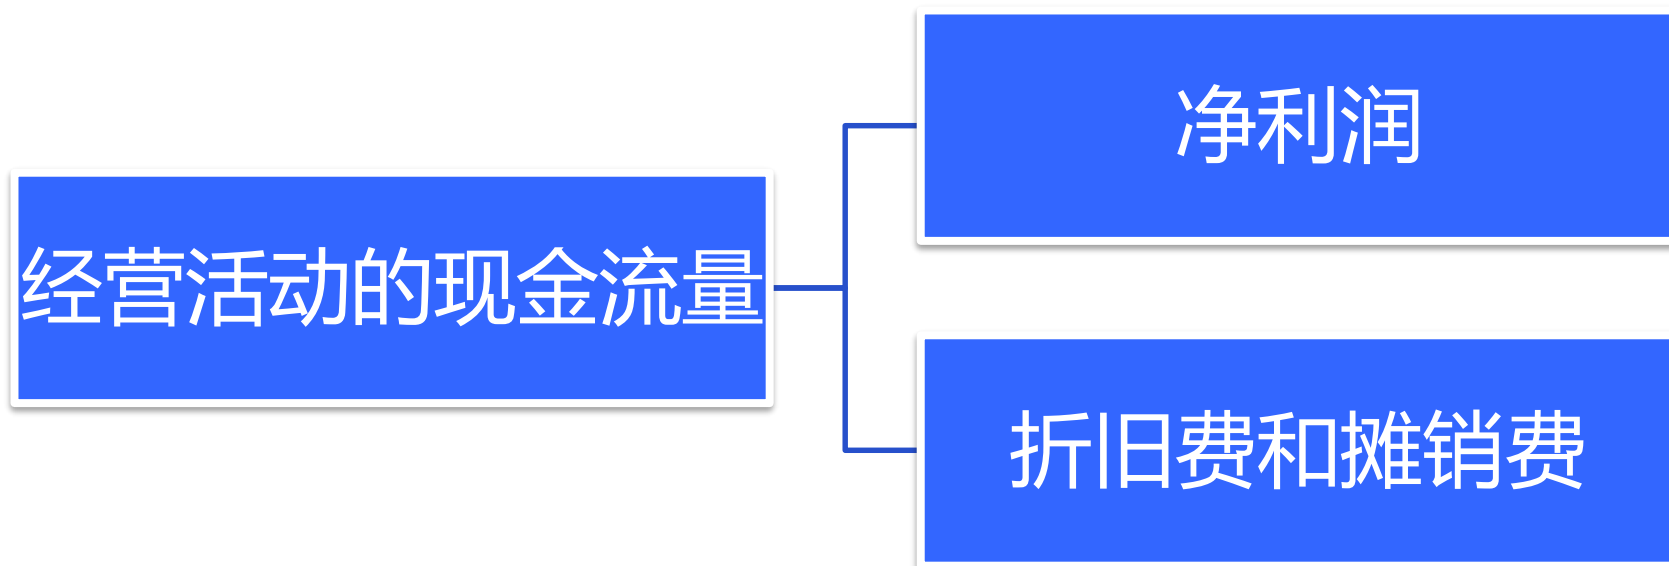 净利润
经营活动的现金流量
折旧费和摊销费